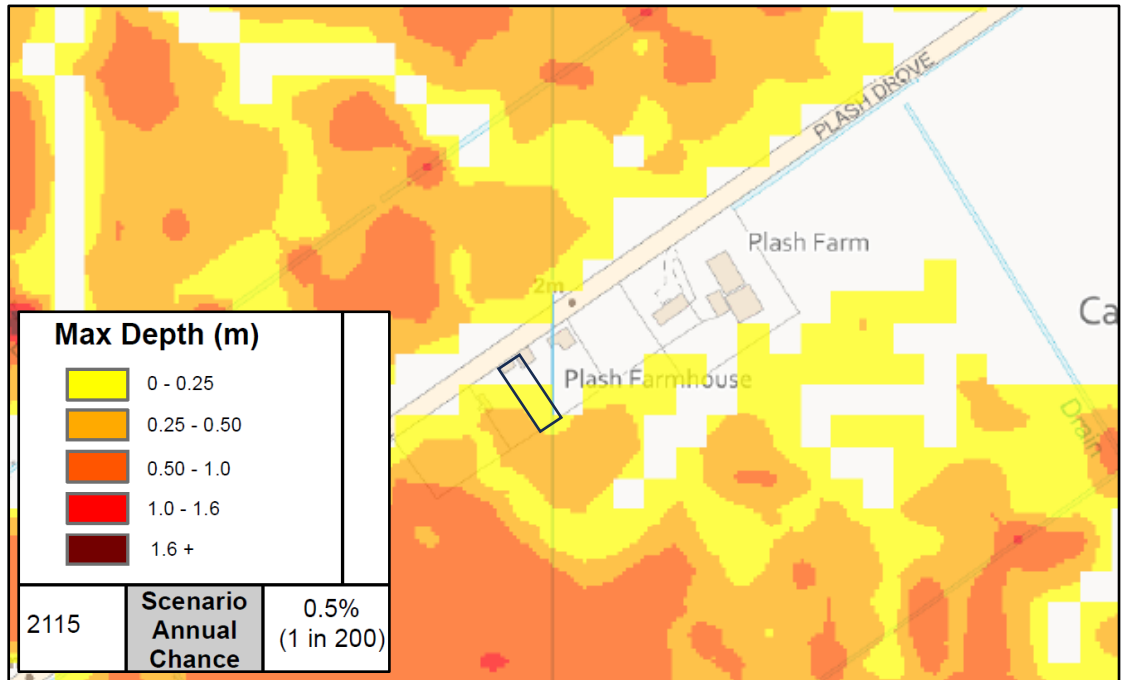 PLASH DROVE
Plash Farm
2m
Ca
Plash Farmhouse
Drain
Max Depth (m)
0 - 0.25
0.25 - 0.50
0.50 - 1.0
1.0 - 1.6
1.6 +
2115
Scenario
Annual
Chance
0.5%
(1 in 200)